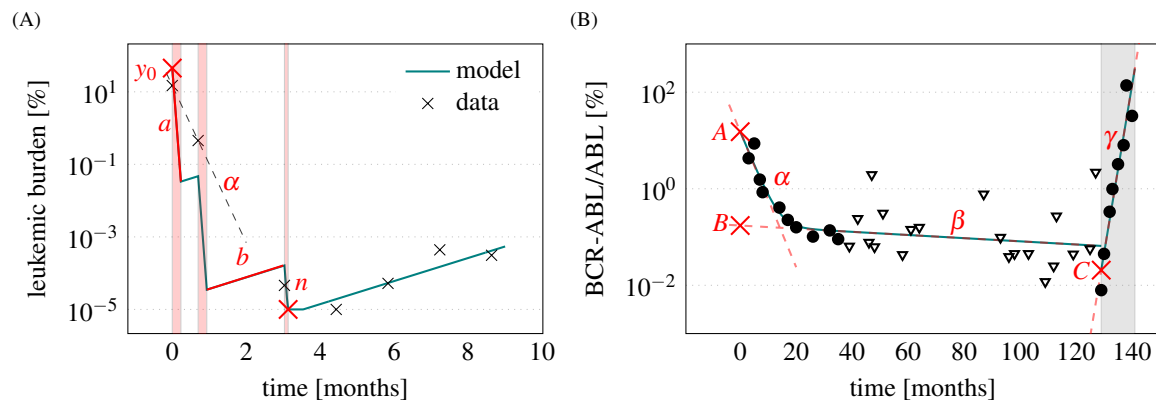 (A)
leukemic burden [%]
10^1
10^-1
10^-3
10^-5
y_0
a
α
b
n
model
data
0 2 4 6 8 10
time [months]
(B)
BCR-ABL/ABL [%]
10^2
10^0
10^-2
A
B
C
α
β
γ
0 20 40 60 80 100 120 140
time [months]